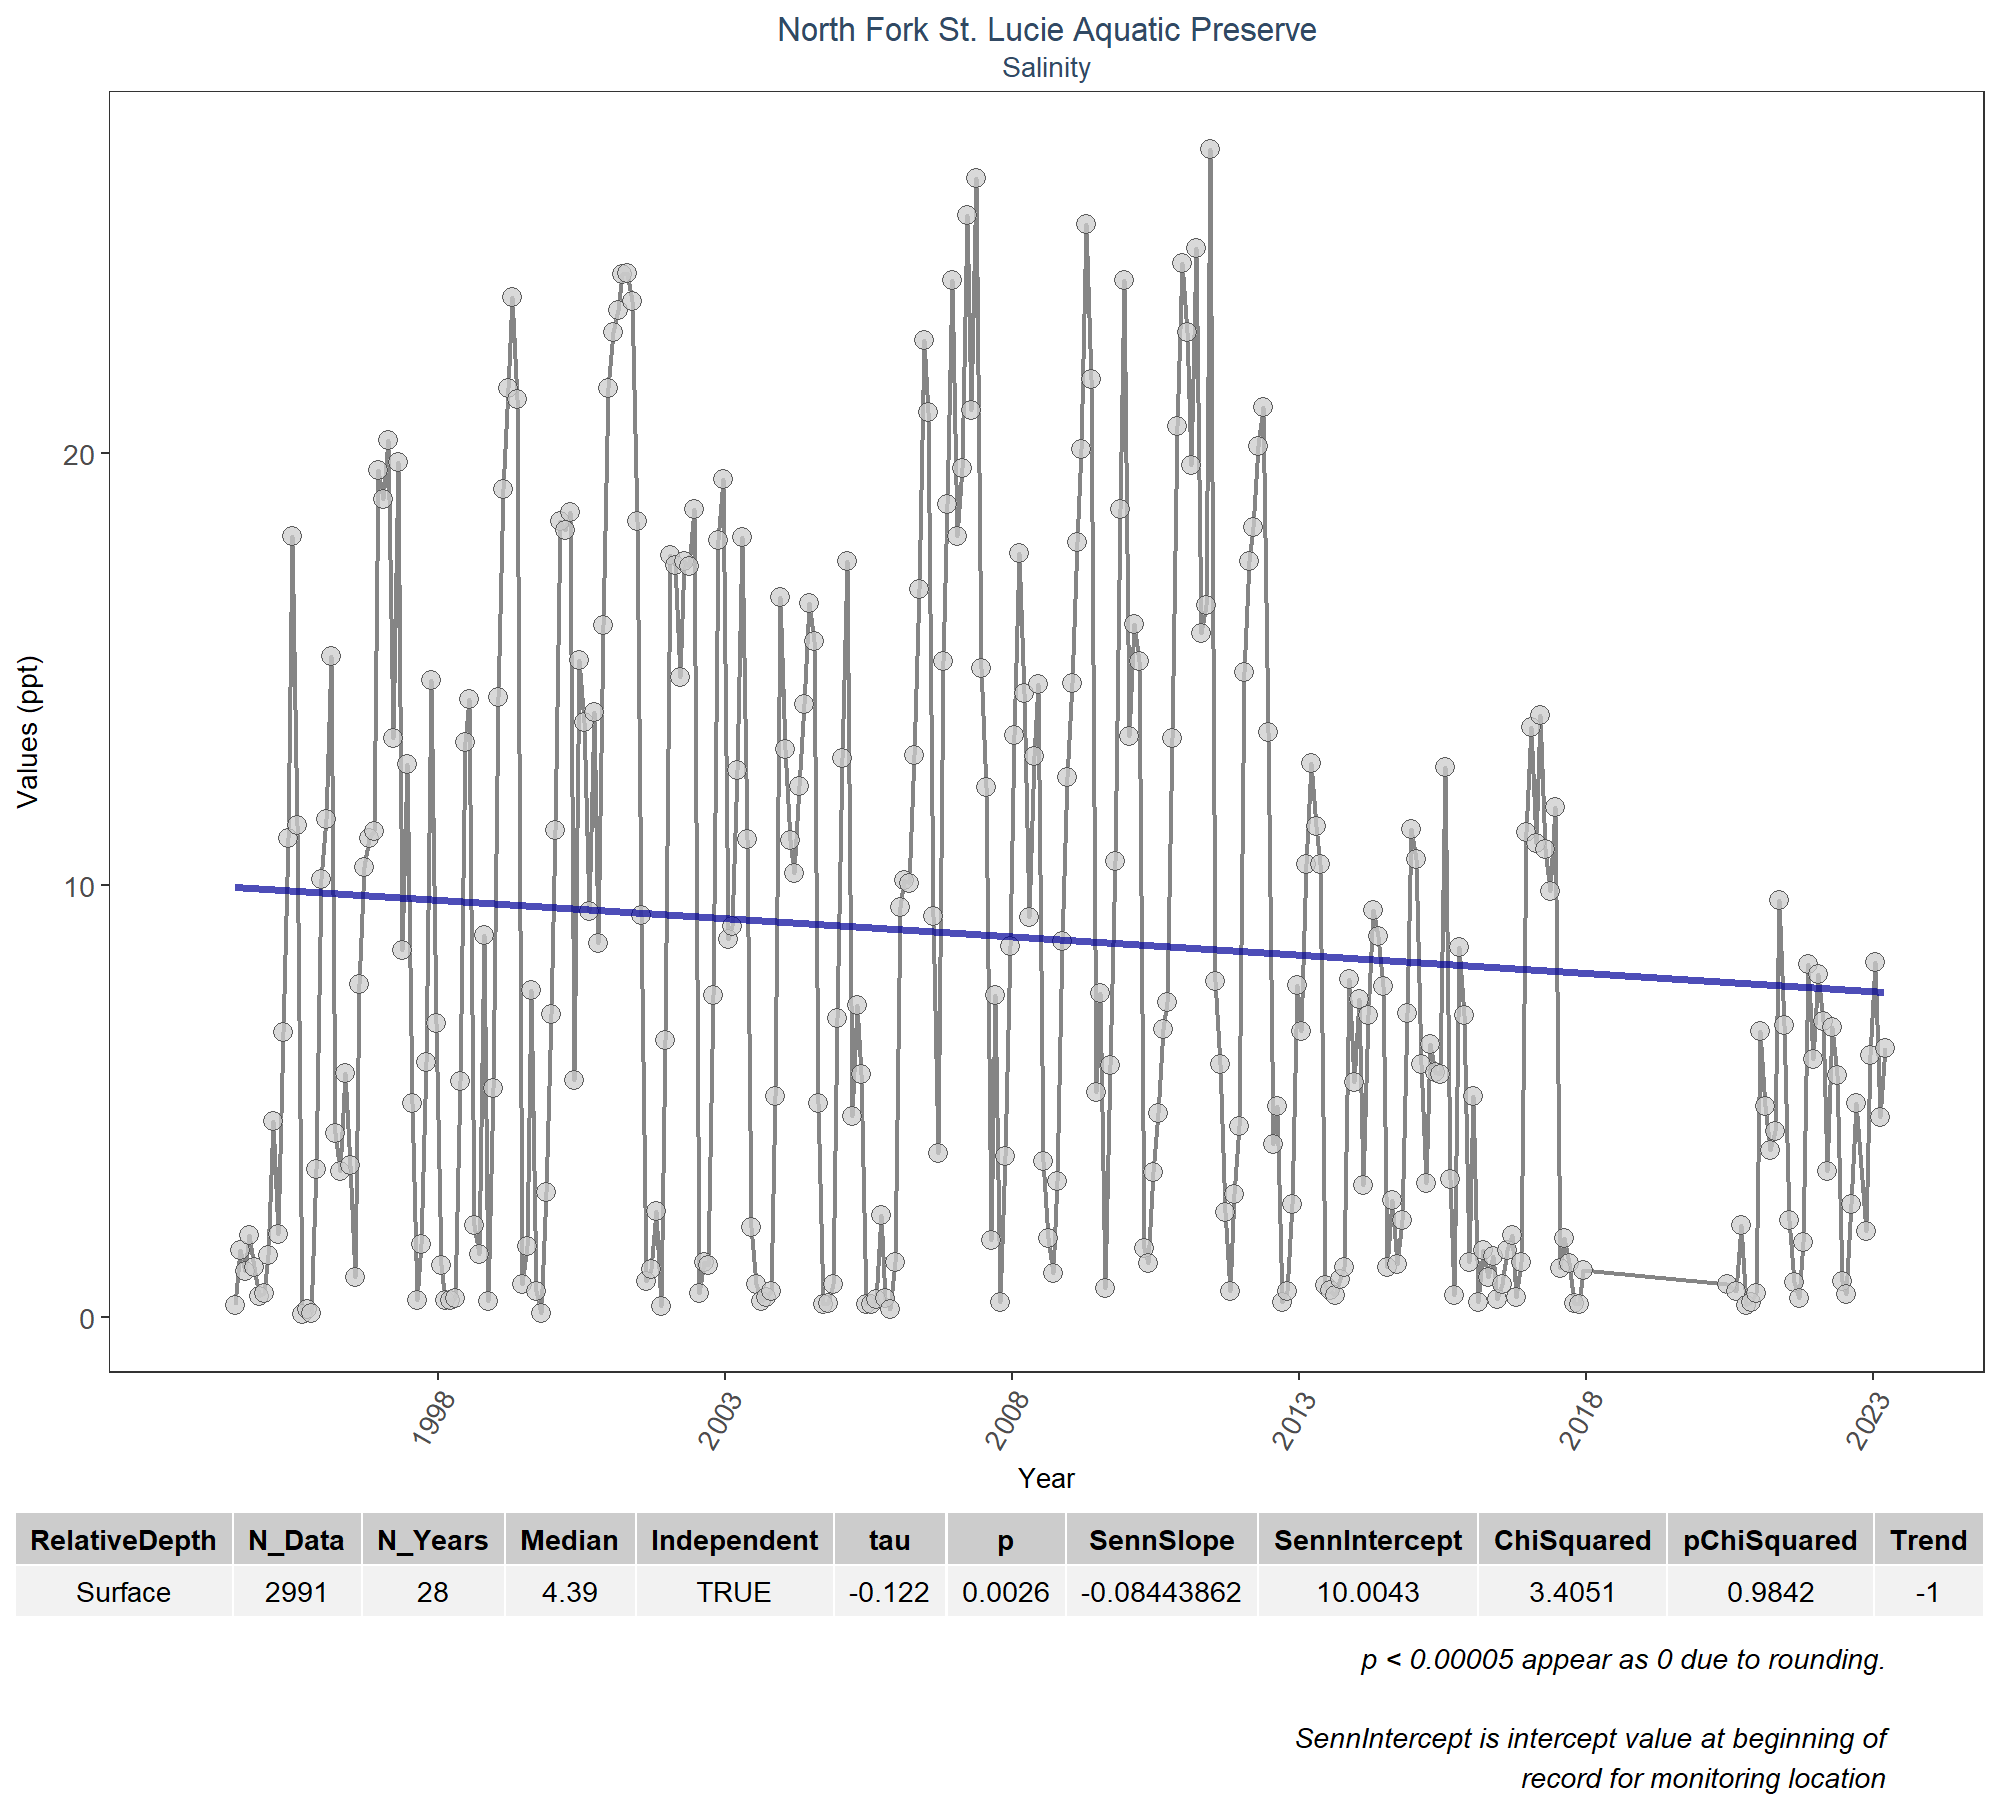 North Fork St. Lucie Aquatic Preserve
Salinity
Values (ppt)
20
10
0
1998 2003 2008 2013 2018 2023
Year
RelativeDepth N_Data N_Years Median Independent tau p SennSlope SennIntercept ChiSquared pChiSquared Trend
Surface 2991 28 4.39 TRUE -0.122 0.0026 -0.08443862 10.0043 3.4051 0.9842 -1
p < 0.00005 appear as 0 due to rounding.
SennIntercept is intercept value at beginning of
record for monitoring location